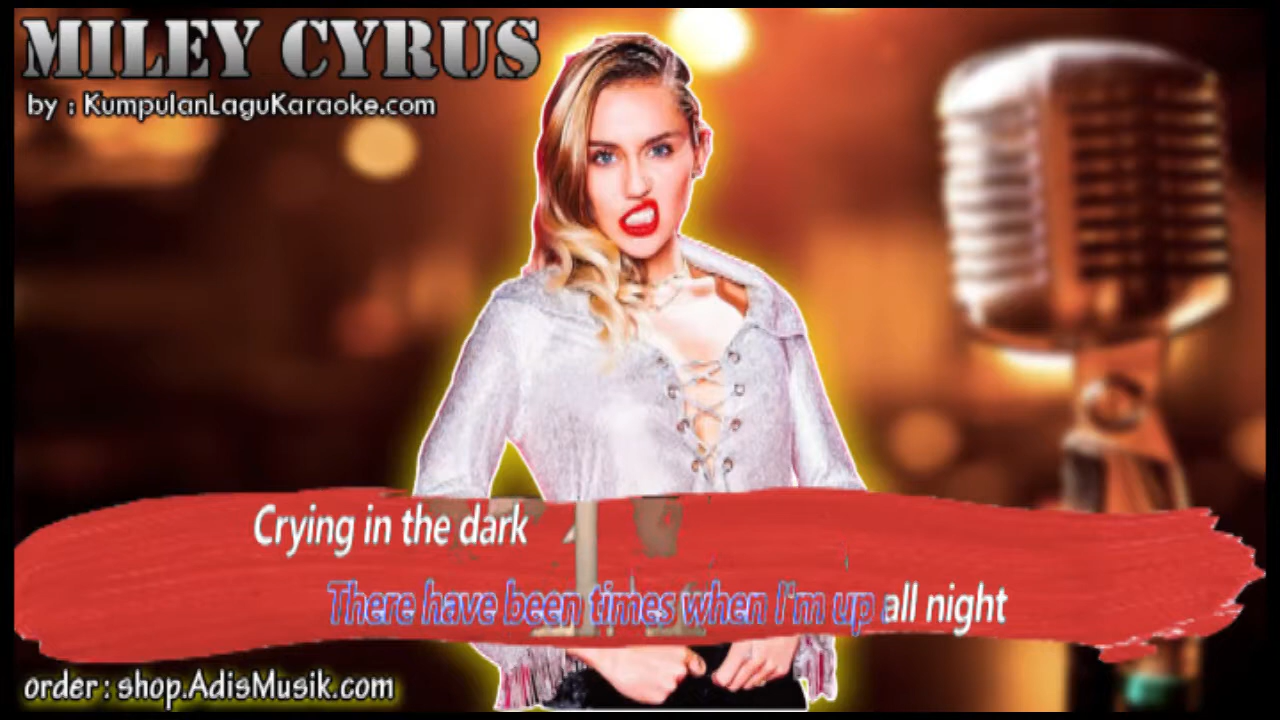 MILEY CYRUS
by : KumpulanLaguKaraoke.com
Crying in the dark
There have been times when I'm up all night
order : shop.AdisMusik.com